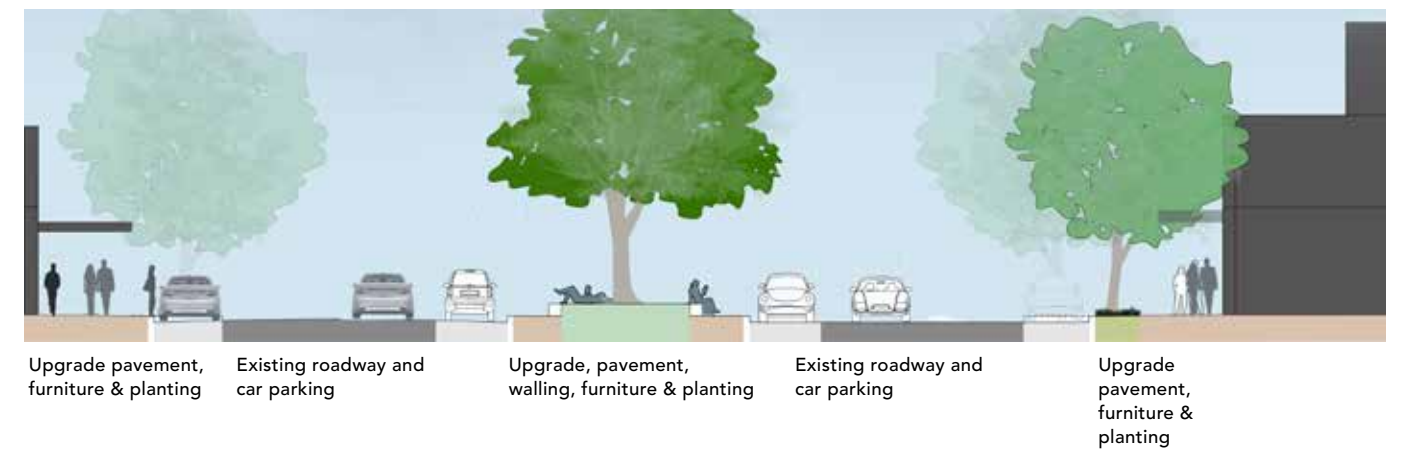 Upgrade pavement,
furniture & planting
Existing roadway and
car parking
Upgrade, pavement,
walling, furniture & planting
Existing roadway and
car parking
Upgrade
pavement,
furniture &
planting